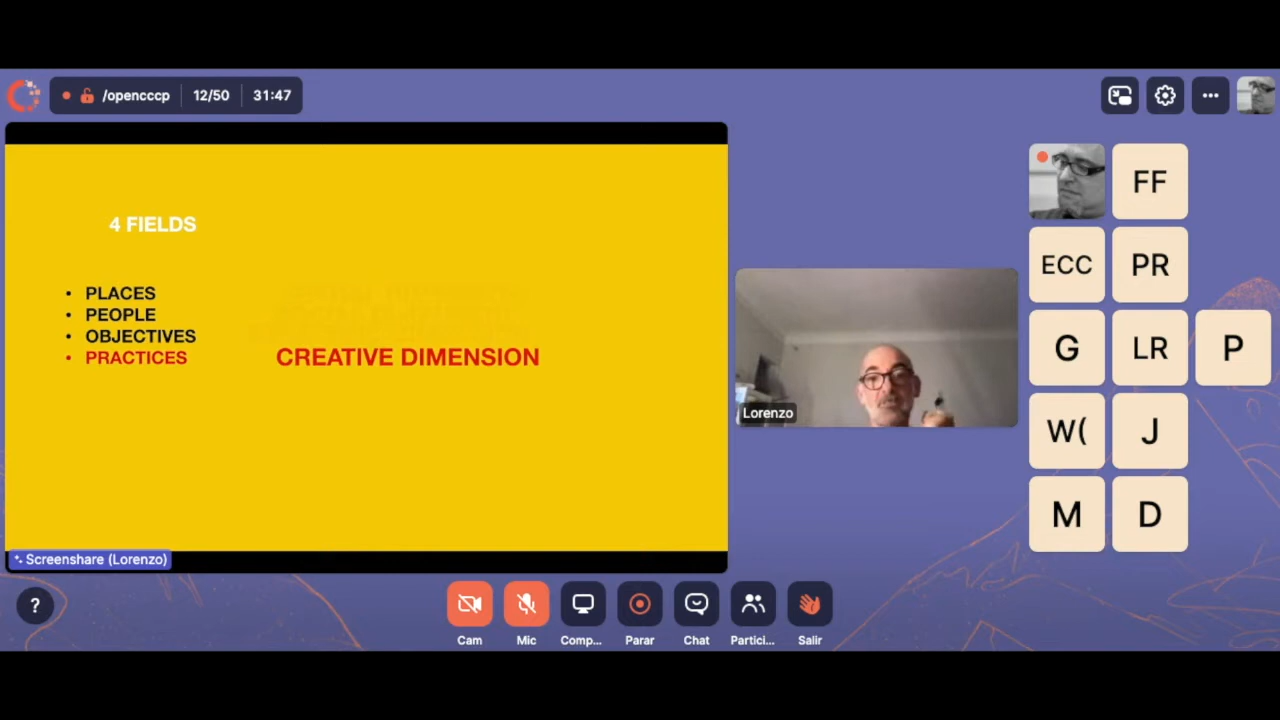 /opencccp 12/50 31:47
4 FIELDS
• PLACES
• PEOPLE
• OBJECTIVES
• PRACTICES
CREATIVE DIMENSION
Screenshare (Lorenzo)
Lorenzo
FF
ECC
PR
G
LR
P
W(
J
M
D
?
Cam
Mic
Comp...
Parar
Chat
Partici...
Salir